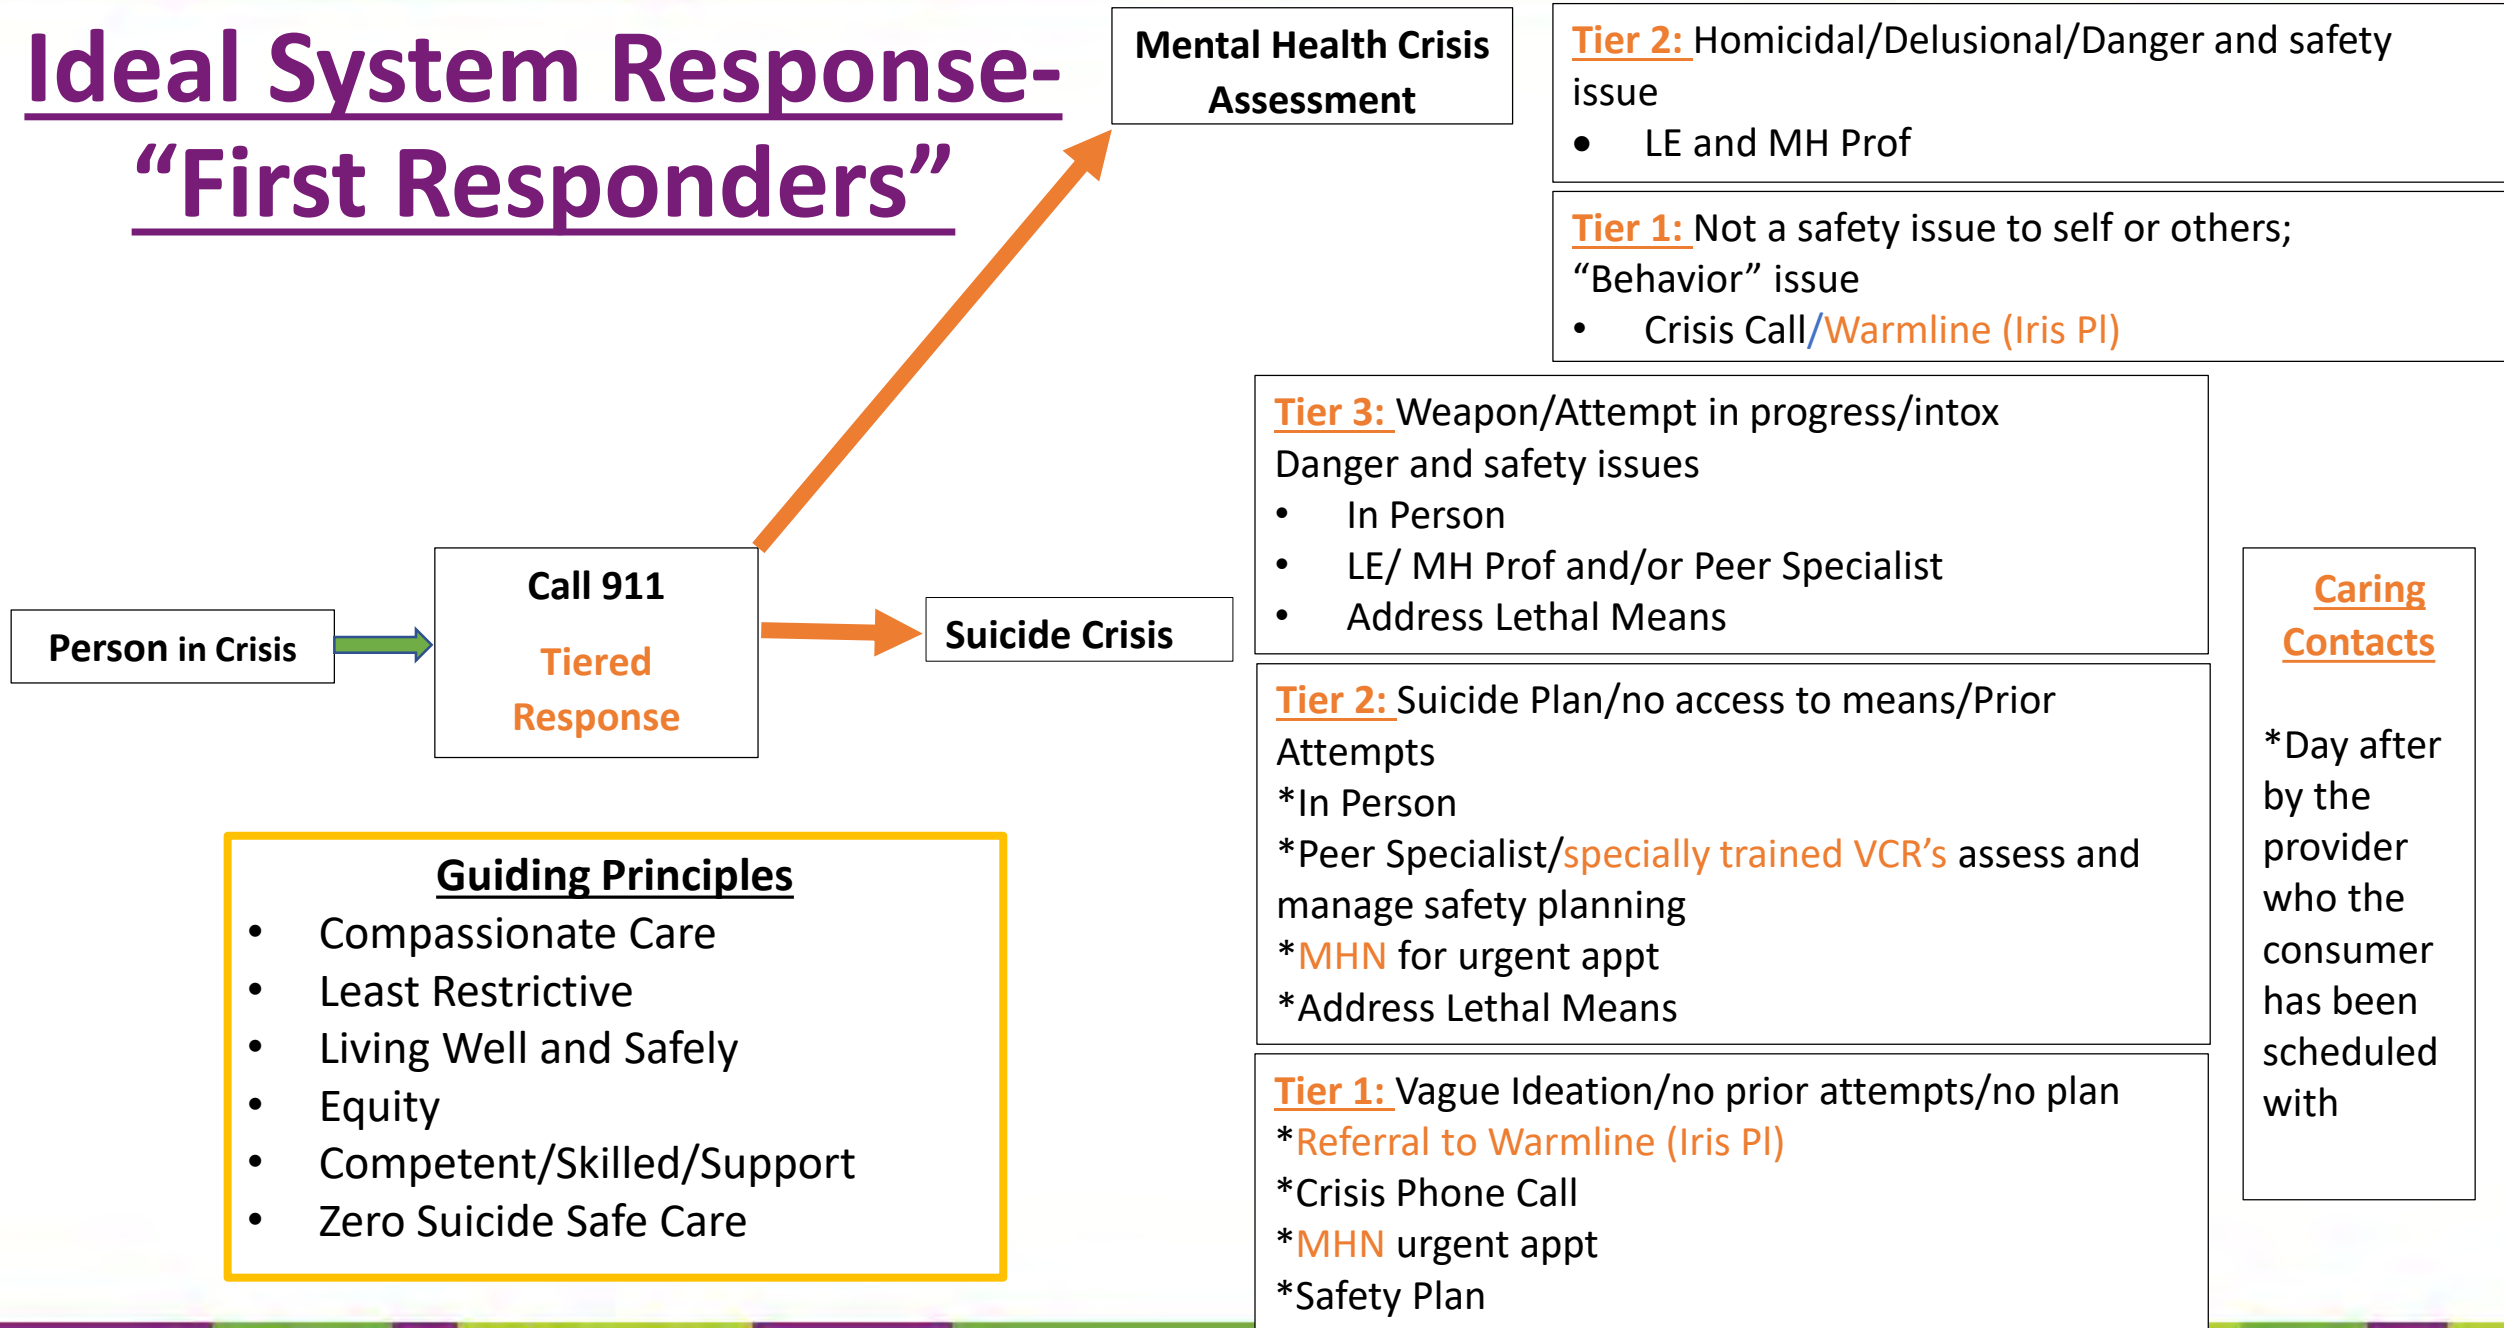 Ideal System Response-
“First Responders”
Mental Health Crisis
Assessment
Tier 2: Homicidal/Delusional/Danger and safety
issue
• LE and MH Prof
Tier 1: Not a safety issue to self or others;
“Behavior” issue
• Crisis Call/Warmline (Iris Pl)
Person in Crisis
Call 911
Tiered
Response
Suicide Crisis
Tier 3: Weapon/Attempt in progress/intox
Danger and safety issues
• In Person
• LE/ MH Prof and/or Peer Specialist
• Address Lethal Means
Tier 2: Suicide Plan/no access to means/Prior
Attempts
*In Person
*Peer Specialist/specially trained VCR’s assess and
manage safety planning
*MHN for urgent appt
*Address Lethal Means
Tier 1: Vague Ideation/no prior attempts/no plan
*Referral to Warmline (Iris Pl)
*Crisis Phone Call
*MHN urgent appt
*Safety Plan
Caring
Contacts
*Day after
by the
provider
who the
consumer
has been
scheduled
with
Guiding Principles
• Compassionate Care
• Least Restrictive
• Living Well and Safely
• Equity
• Competent/Skilled/Support
• Zero Suicide Safe Care